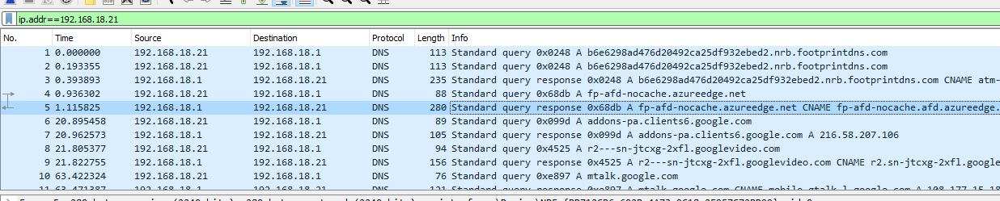 ip.addr==192.168.18.21
No. Time Source Destination Protocol Length Info
1 0.000000 192.168.18.21 192.168.18.1 DNS 113 Standard query 0x0248 A b6e6298ad476d20492ca25df932ebed2.nrb.footprintdns.com
2 0.193355 192.168.18.21 192.168.18.1 DNS 113 Standard query 0x0248 A b6e6298ad476d20492ca25df932ebed2.nrb.footprintdns.com
3 0.393893 192.168.18.1 192.168.18.21 DNS 235 Standard query response 0x0248 A b6e6298ad476d20492ca25df932ebed2.nrb.footprintdns.com CNAME atm-
4 0.936302 192.168.18.21 192.168.18.1 DNS 88 Standard query 0x68db A fp-afd-nocache.azureedge.net
5 1.115825 192.168.18.1 192.168.18.21 DNS 280 Standard query response 0x68db A fp-afd-nocache.azureedge.net CNAME fp-afd-nocache.afd.azureedge.
6 20.895458 192.168.18.21 192.168.18.1 DNS 89 Standard query 0x099d A addons-pa.clients6.google.com
7 20.962573 192.168.18.1 192.168.18.21 DNS 105 Standard query response 0x099d A addons-pa.clients6.google.com A 216.58.207.106
8 21.805377 192.168.18.21 192.168.18.1 DNS 94 Standard query 0x4525 A r2---sn-jtcxg-2xfl.googlevideo.com
9 21.822755 192.168.18.1 192.168.18.21 DNS 156 Standard query response 0x4525 A r2---sn-jtcxg-2xfl.googlevideo.com CNAME r2.sn-jtcxg-2xfl.googlevide
10 63.422324 192.168.18.21 192.168.18.1 DNS 76 Standard query 0xe897 A mtalk.google.com